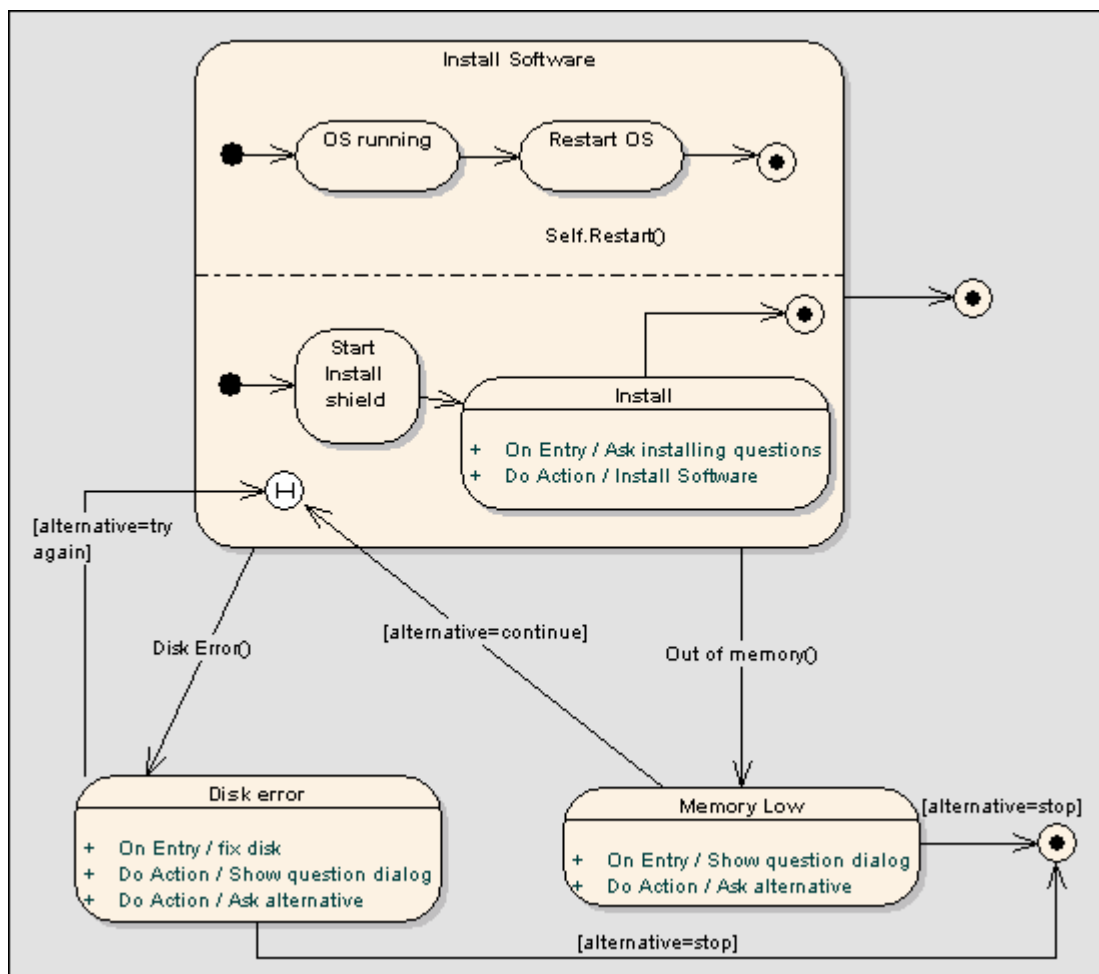 Install Software
OS running
Restart OS
Self.Restart()
Start
Install
shield
Install
+ On Entry / Ask installing questions
+ Do Action / Install Software
H
[alternative=try
again]
[alternative=continue]
Disk Error()
Out of memory()
Disk error
+ On Entry / fix disk
+ Do Action / Show question dialog
+ Do Action / Ask alternative
Memory Low
+ On Entry / Show question dialog
+ Do Action / Ask alternative
[alternative=stop]
[alternative=stop]